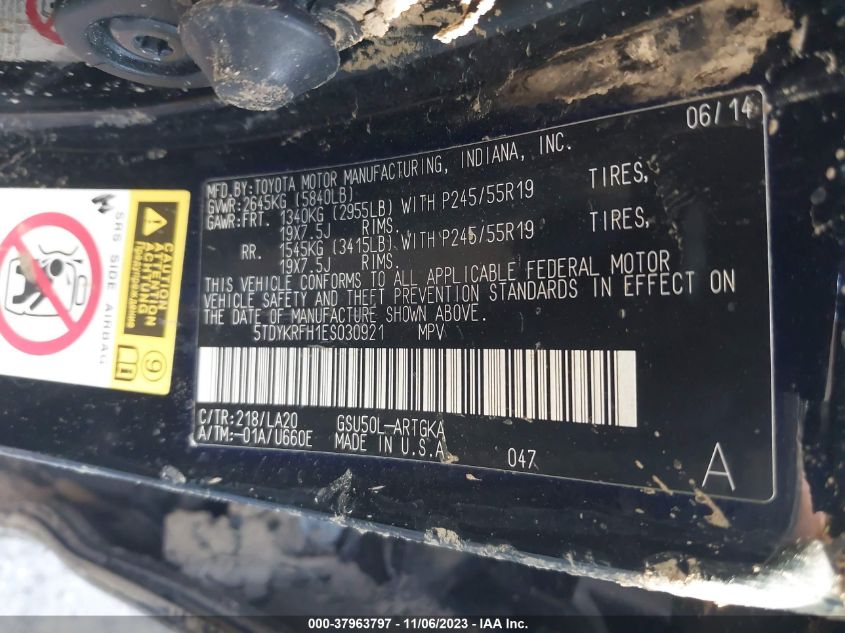 06/14
MFD.BY:TOYOTA MOTOR MANUFACTURING, INDIANA, INC.
GVWR:2645KG (5840LB)
GAWR:FRT. 1340KG (2955LB) WITH P245/55R19 TIRES,
19X7.5J RIMS,
RR. 1545KG (3415LB) WITH P245/55R19 TIRES,
19X7.5J RIMS.
THIS VEHICLE CONFORMS TO ALL APPLICABLE FEDERAL MOTOR
VEHICLE SAFETY AND THEFT PREVENTION STANDARDS IN EFFECT ON
THE DATE OF MANUFACTURE SHOWN ABOVE.
5TDYKRFH1ES030921 MPV
C/TR:218/LA20 GSU50L-ARTGKA
A/TM:-01A/U660E MADE IN U.S.A
047
A
SRS SIDE AIRBAG
CAUTION
ATTENTION
ACHTUNG
Предупреждение
9
000-37963797 - 11/06/2023 - IAA Inc.